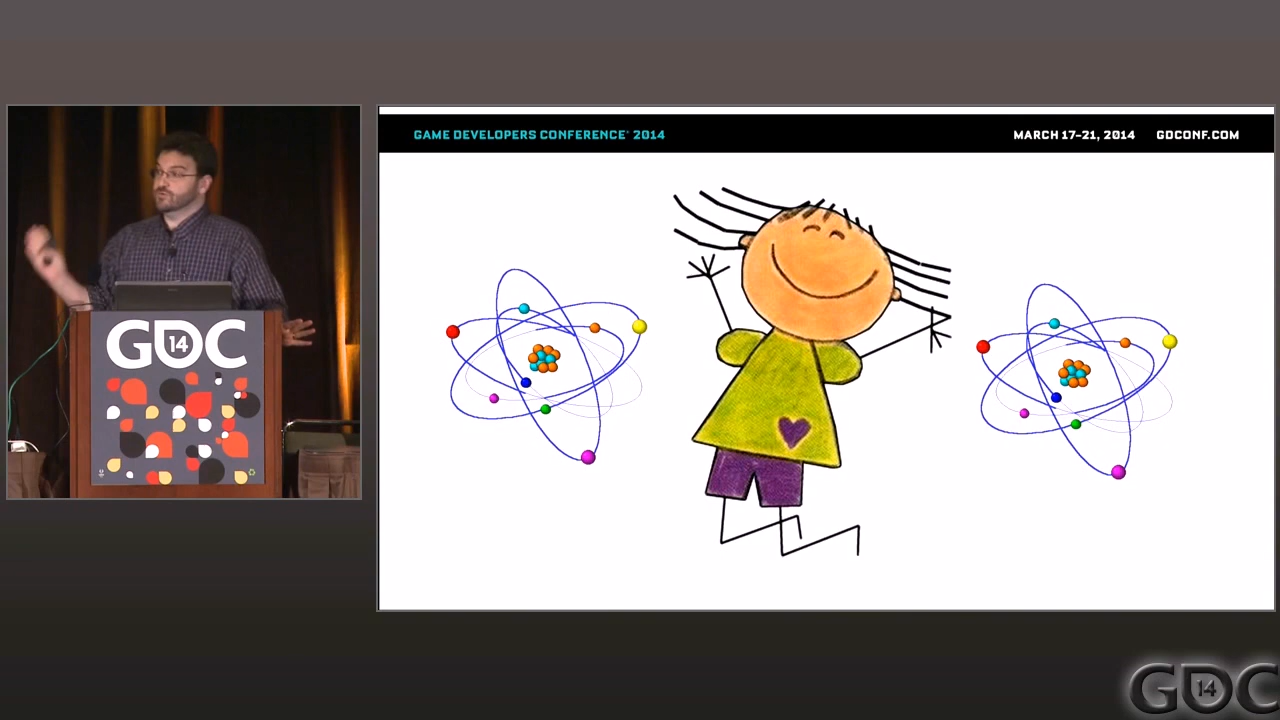 GAME DEVELOPERS CONFERENCE® 2014
MARCH 17-21, 2014 GDCONF.COM
GDC
14
GDC
14